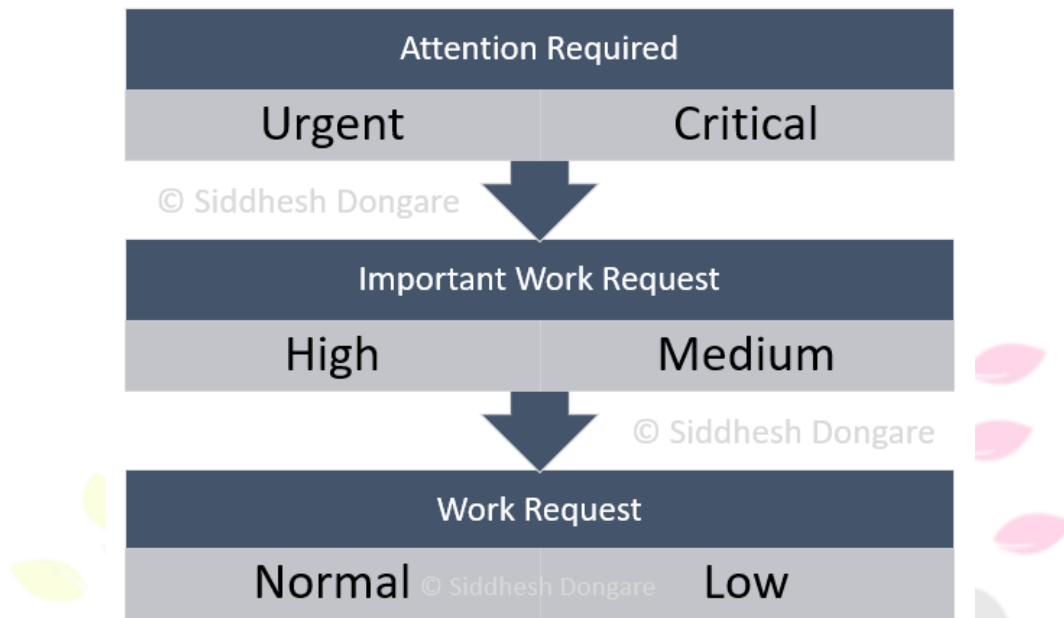 Attention Required
Urgent Critical
© Siddhesh Dongare
Important Work Request
High Medium
© Siddhesh Dongare
Work Request
Normal © Siddhesh Dongare Low